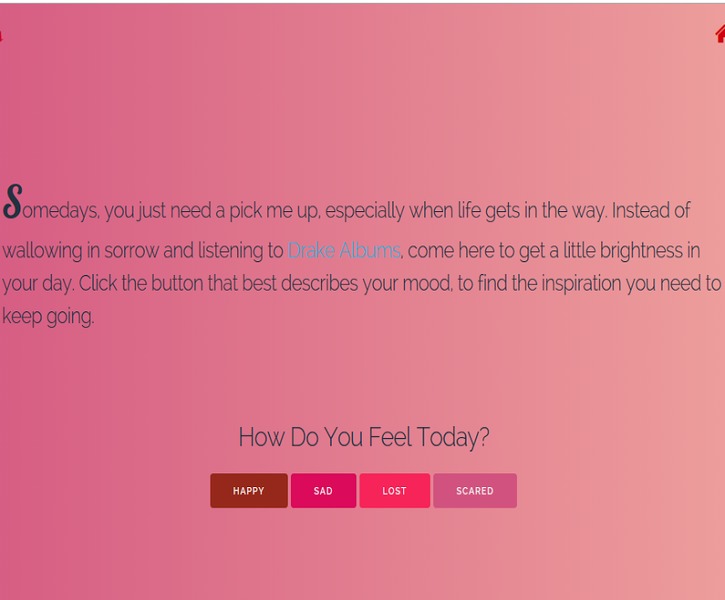 Somedays, you just need a pick me up, especially when life gets in the way. Instead of
wallowing in sorrow and listening to Drake Albums, come here to get a little brightness in
your day. Click the button that best describes your mood, to find the inspiration you need to
keep going.
How Do You Feel Today?
HAPPY SAD LOST SCARED